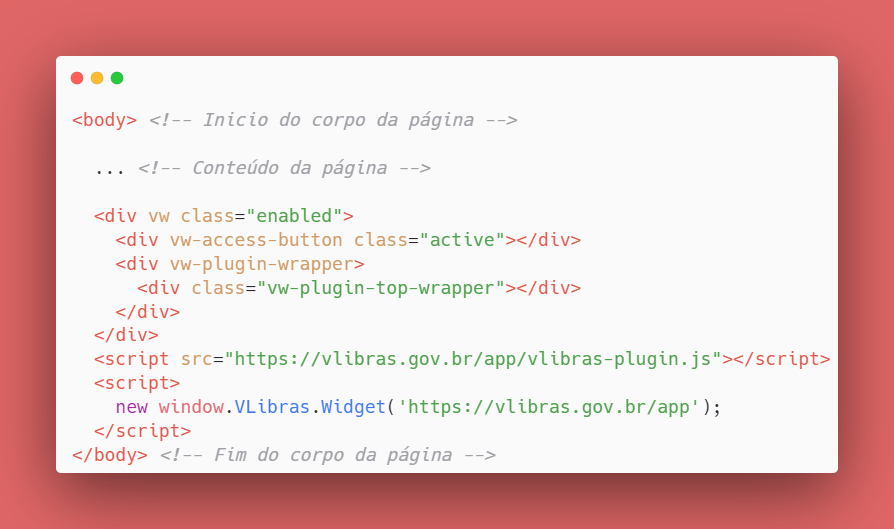 <body> <!-- Inicio do corpo da página -->
... <!-- Conteúdo da página -->
<div vw class="enabled">
<div vw-access-button class="active"></div>
<div vw-plugin-wrapper>
<div class="vw-plugin-top-wrapper"></div>
</div>
</div>
<script src="https://vlibras.gov.br/app/vlibras-plugin.js"></script>
<script>
new window.VLibras.Widget('https://vlibras.gov.br/app');
</script>
</body> <!-- Fim do corpo da página -->